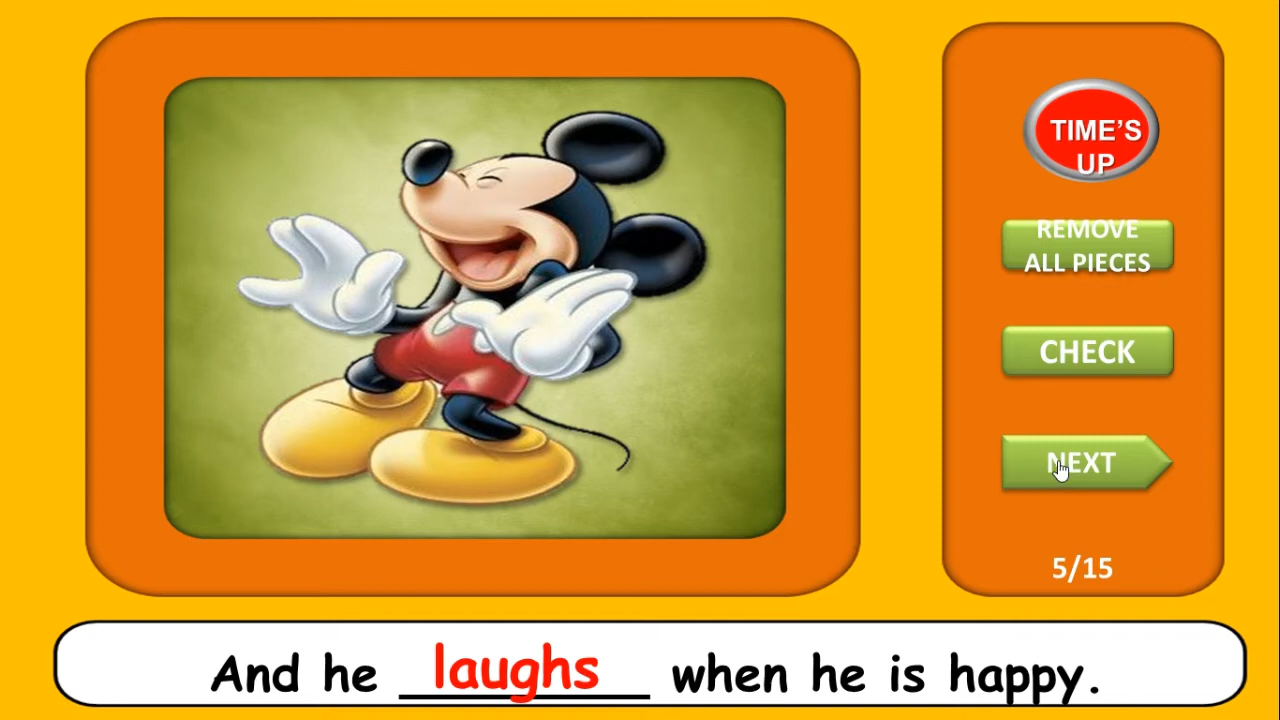 TIME'S
UP
REMOVE
ALL PIECES
CHECK
NEXT
5/15
And he laughs when he is happy.